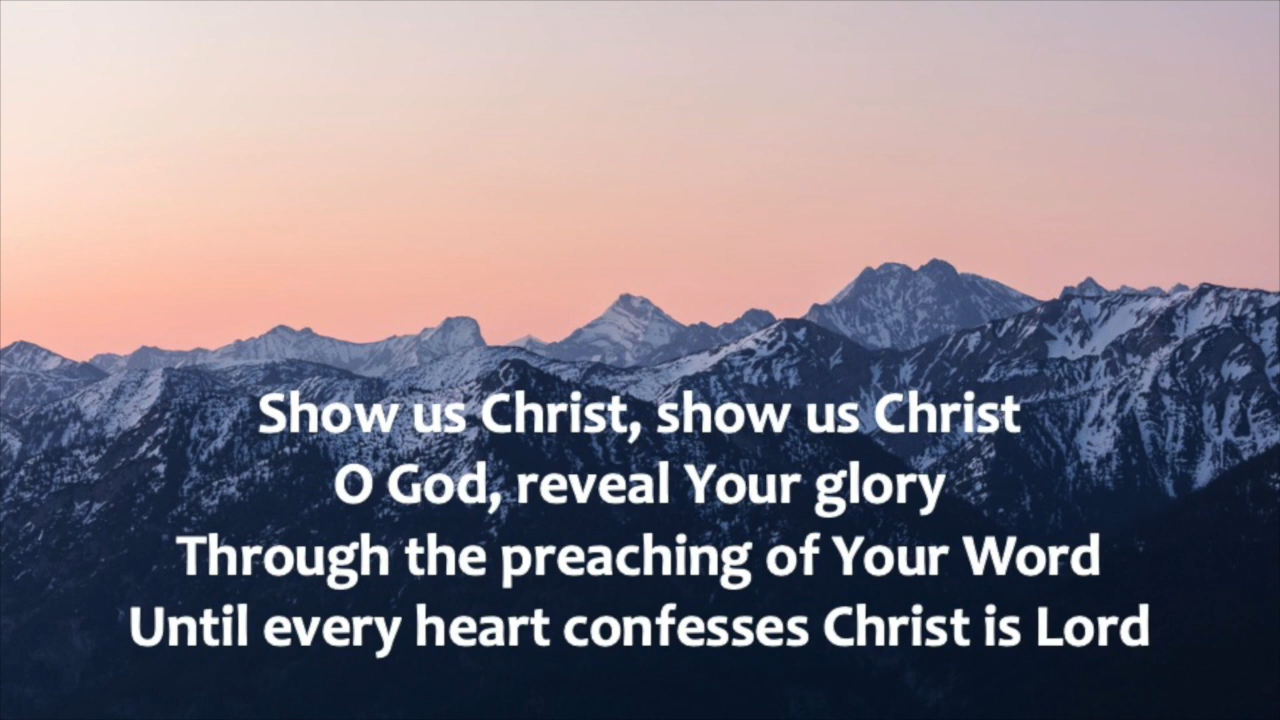 Show us Christ, show us Christ
O God, reveal Your glory
Through the preaching of Your Word
Until every heart confesses Christ is Lord